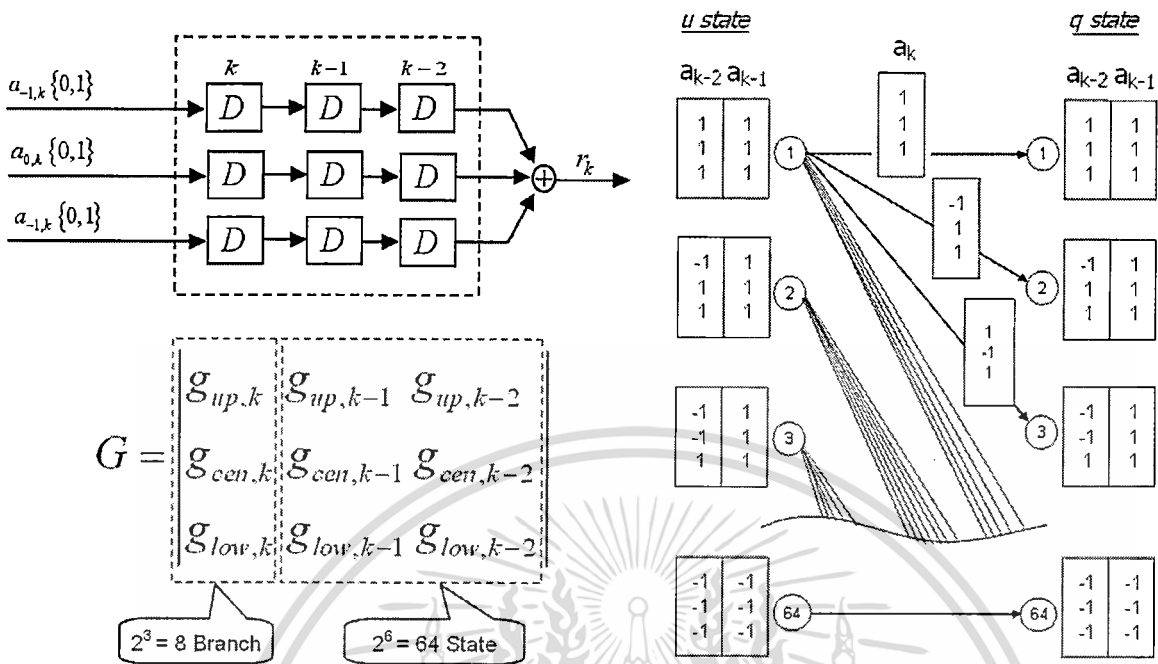 k k-1 k-2
a_{-1,k}{0,1} D D D
a_{0,k}{0,1} D D D r_k
a_{-1,k}{0,1} D D D
G =
g_{up,k} g_{up,k-1} g_{up,k-2}
g_{cen,k} g_{cen,k-1} g_{cen,k-2}
g_{low,k} g_{low,k-1} g_{low,k-2}
2^3 = 8 Branch
2^6 = 64 State
u state
q state
a_k
a_{k-2} a_{k-1}
a_{k-2} a_{k-1}
1 1
1 1
1 1
1
1
1
1
1
1 1
1 1
1 1
-1
1
1
-1 1
1 1
1 1
2
2
-1 1
1 1
1 1
1
-1
1
-1 1
-1 1
1 1
3
3
-1 1
-1 1
1 1
-1 -1
-1 -1
-1 -1
64
64
-1 -1
-1 -1
-1 -1